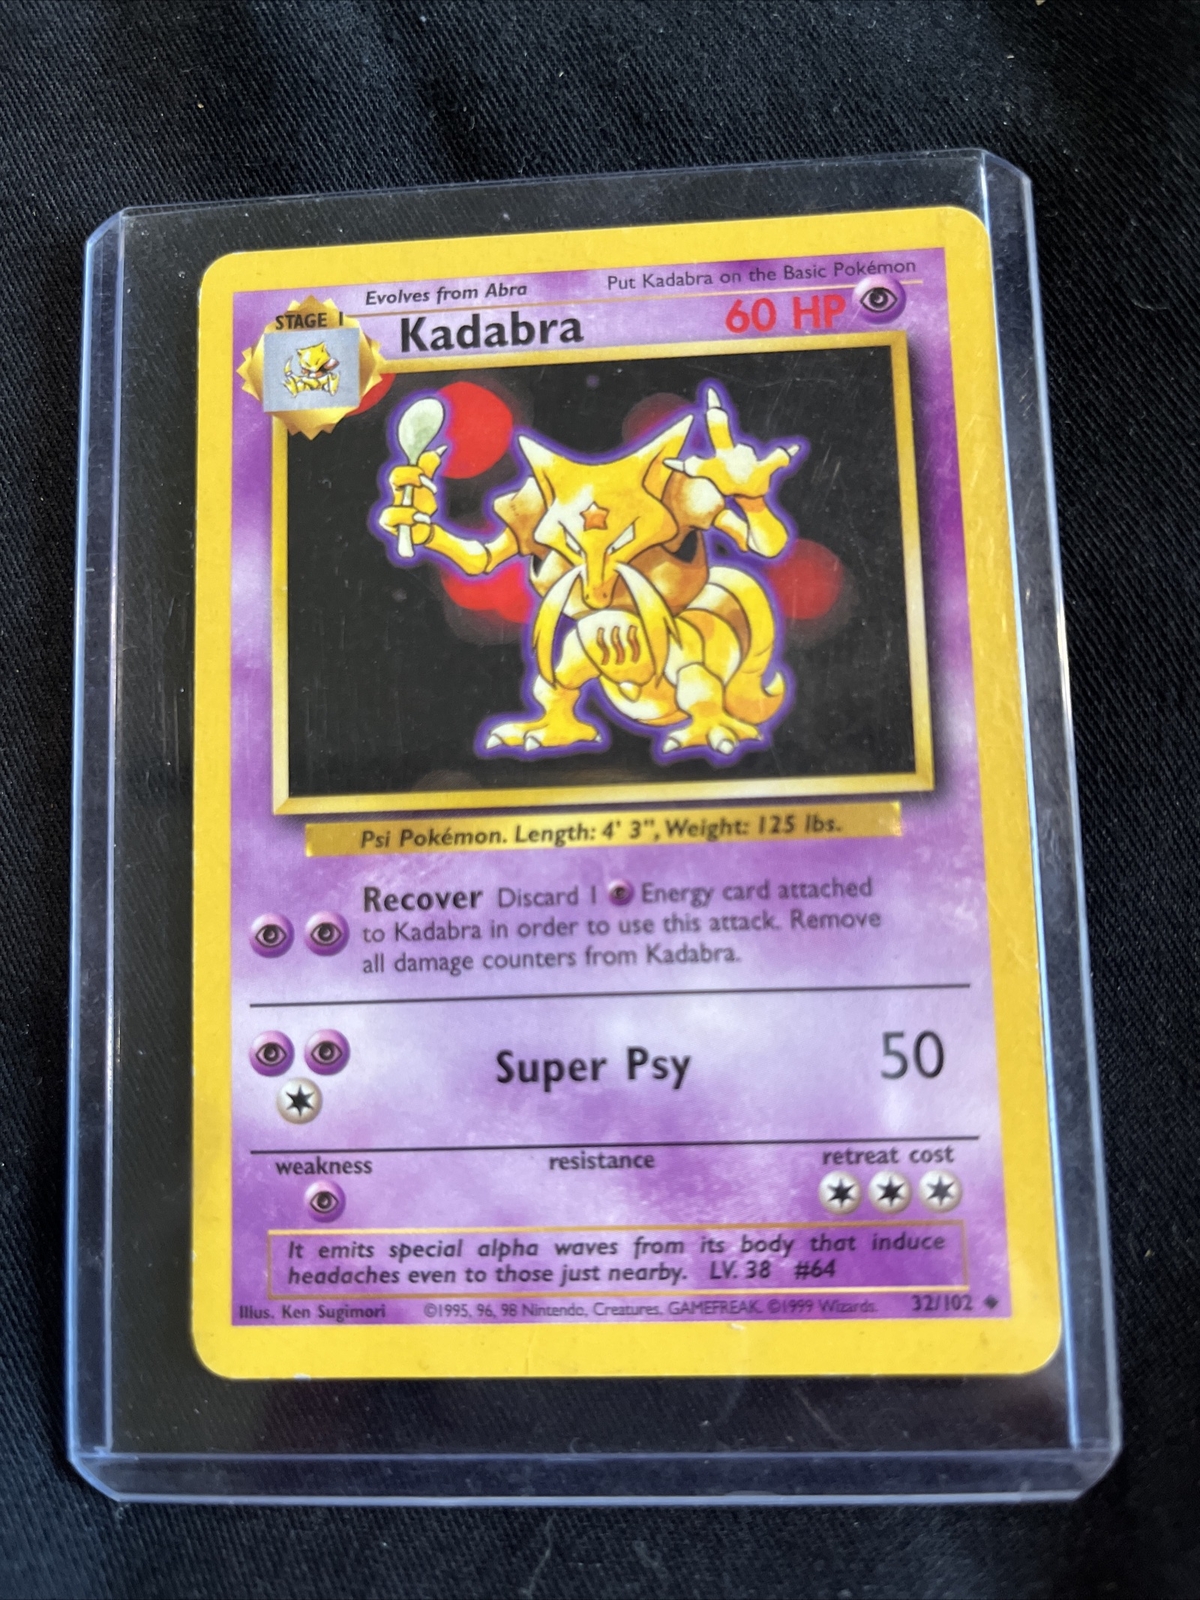 Evolves from Abra
Put Kadabra on the Basic Pokémon
STAGE 1
Kadabra
60 HP
Psi Pokémon. Length: 4' 3", Weight: 125 lbs.
Recover Discard 1 Energy card attached
to Kadabra in order to use this attack. Remove
all damage counters from Kadabra.
Super Psy 50
weakness resistance retreat cost
It emits special alpha waves from its body that induce
headaches even to those just nearby. LV. 38 #64
Illus. Ken Sugimori ©1995, 96, 98 Nintendo, Creatures, GAMEFREAK. ©1999 Wizards. 32/102